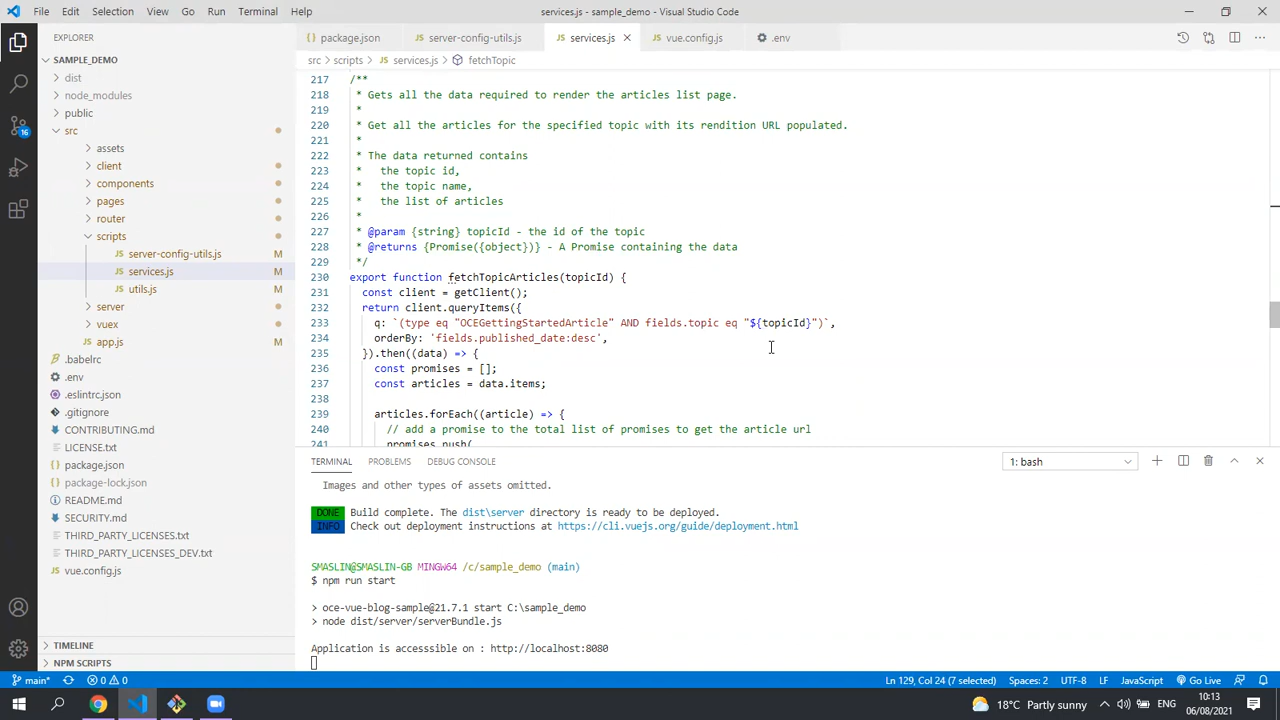 File Edit Selection View Go Run Terminal Help
services.js - sample_demo - Visual Studio Code
EXPLORER
SAMPLE_DEMO
dist
node_modules
public
src
assets
client
components
pages
router
scripts
server-config-utils.js M
services.js M
utils.js M
server
vuex
app.js M
.babelrc
.env
.eslintrc.json
.gitignore
CONTRIBUTING.md
LICENSE.txt
package.json
package-lock.json
README.md
SECURITY.md
THIRD_PARTY_LICENSES.txt
THIRD_PARTY_LICENSES_DEV.txt
vue.config.js
TIMELINE
NPM SCRIPTS
16
package.json server-config-utils.js services.js vue.config.js .env
src > scripts > services.js > fetchTopic
217 /**
218 * Gets all the data required to render the articles list page.
219 *
220 * Get all the articles for the specified topic with its rendition URL populated.
221 *
222 * The data returned contains
223 * the topic id,
224 * the topic name,
225 * the list of articles
226 *
227 * @param {string} topicId - the id of the topic
228 * @returns {Promise({object})} - A Promise containing the data
229 */
230 export function fetchTopicArticles(topicId) {
231 const client = getClient();
232 return client.queryItems({
233 q: `(type eq "OCEGettingStartedArticle" AND fields.topic eq "${topicId}")`,
234 orderBy: 'fields.published_date:desc',
235 }).then((data) => {
236 const promises = [];
237 const articles = data.items;
238
239 articles.forEach((article) => {
240 // add a promise to the total list of promises to get the article url
241 promises.push(
TERMINAL PROBLEMS DEBUG CONSOLE
1: bash
Images and other types of assets omitted.
DONE Build complete. The dist\server directory is ready to be deployed.
INFO Check out deployment instructions at https://cli.vuejs.org/guide/deployment.html
SMASLIN@SMASLIN-GB MINGW64 /c/sample_demo (main)
$ npm run start
> oce-vue-blog-sample@21.7.1 start C:\sample_demo
> node dist/server/serverBundle.js
Application is accesssible on : http://localhost:8080
main* 0 0 Ln 129, Col 24 (7 selected) Spaces: 2 UTF-8 LF JavaScript Go Live
18°C Partly sunny ENG
10:13
06/08/2021